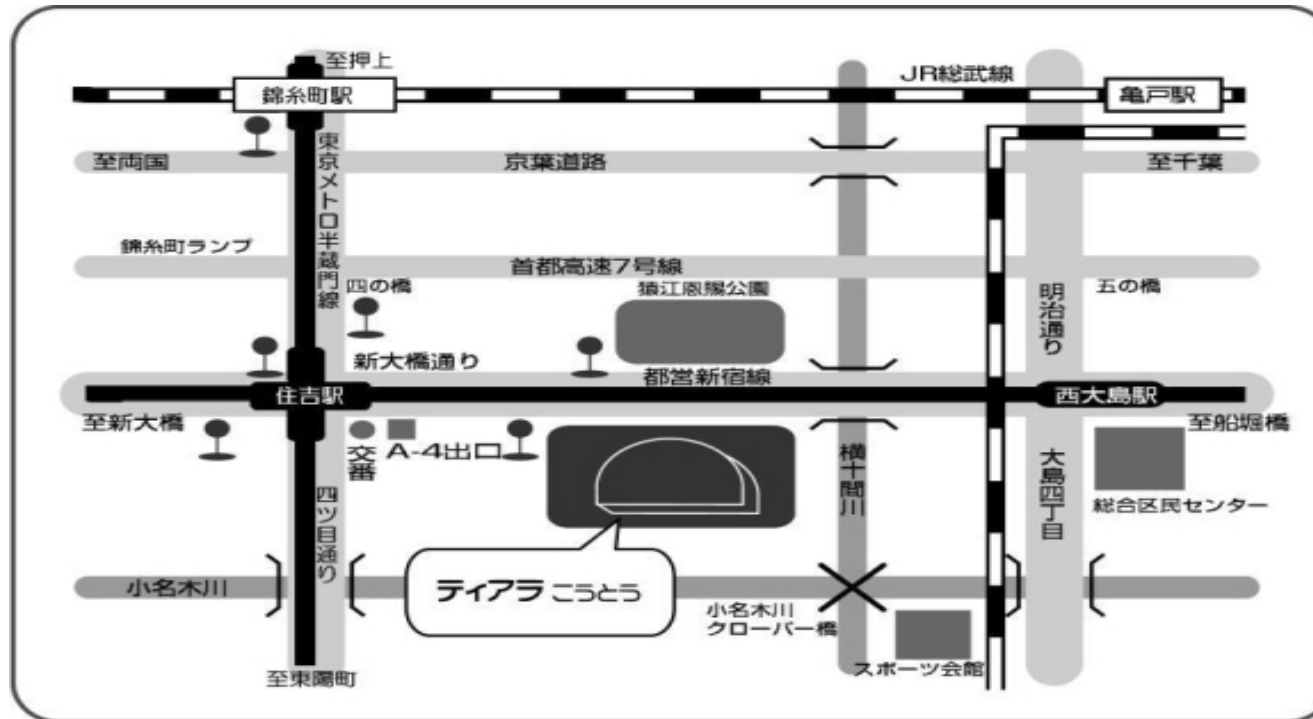 至押上
JR総武線
錦糸町駅
亀戸駅
東京メトロ半蔵門線
至両国
京葉道路
至千葉
錦糸町ランプ
首都高速7号線
四の橋
猿江恩賜公園
五の橋
明治通り
新大橋通り
都営新宿線
住吉駅
西大島駅
至新大橋
至船堀橋
交番
A-4出口
横十間川
大島四丁目
四ツ目通り
総合区民センター
小名木川
ティアラこうとう
小名木川
クローバー橋
スポーツ会館
至東陽町